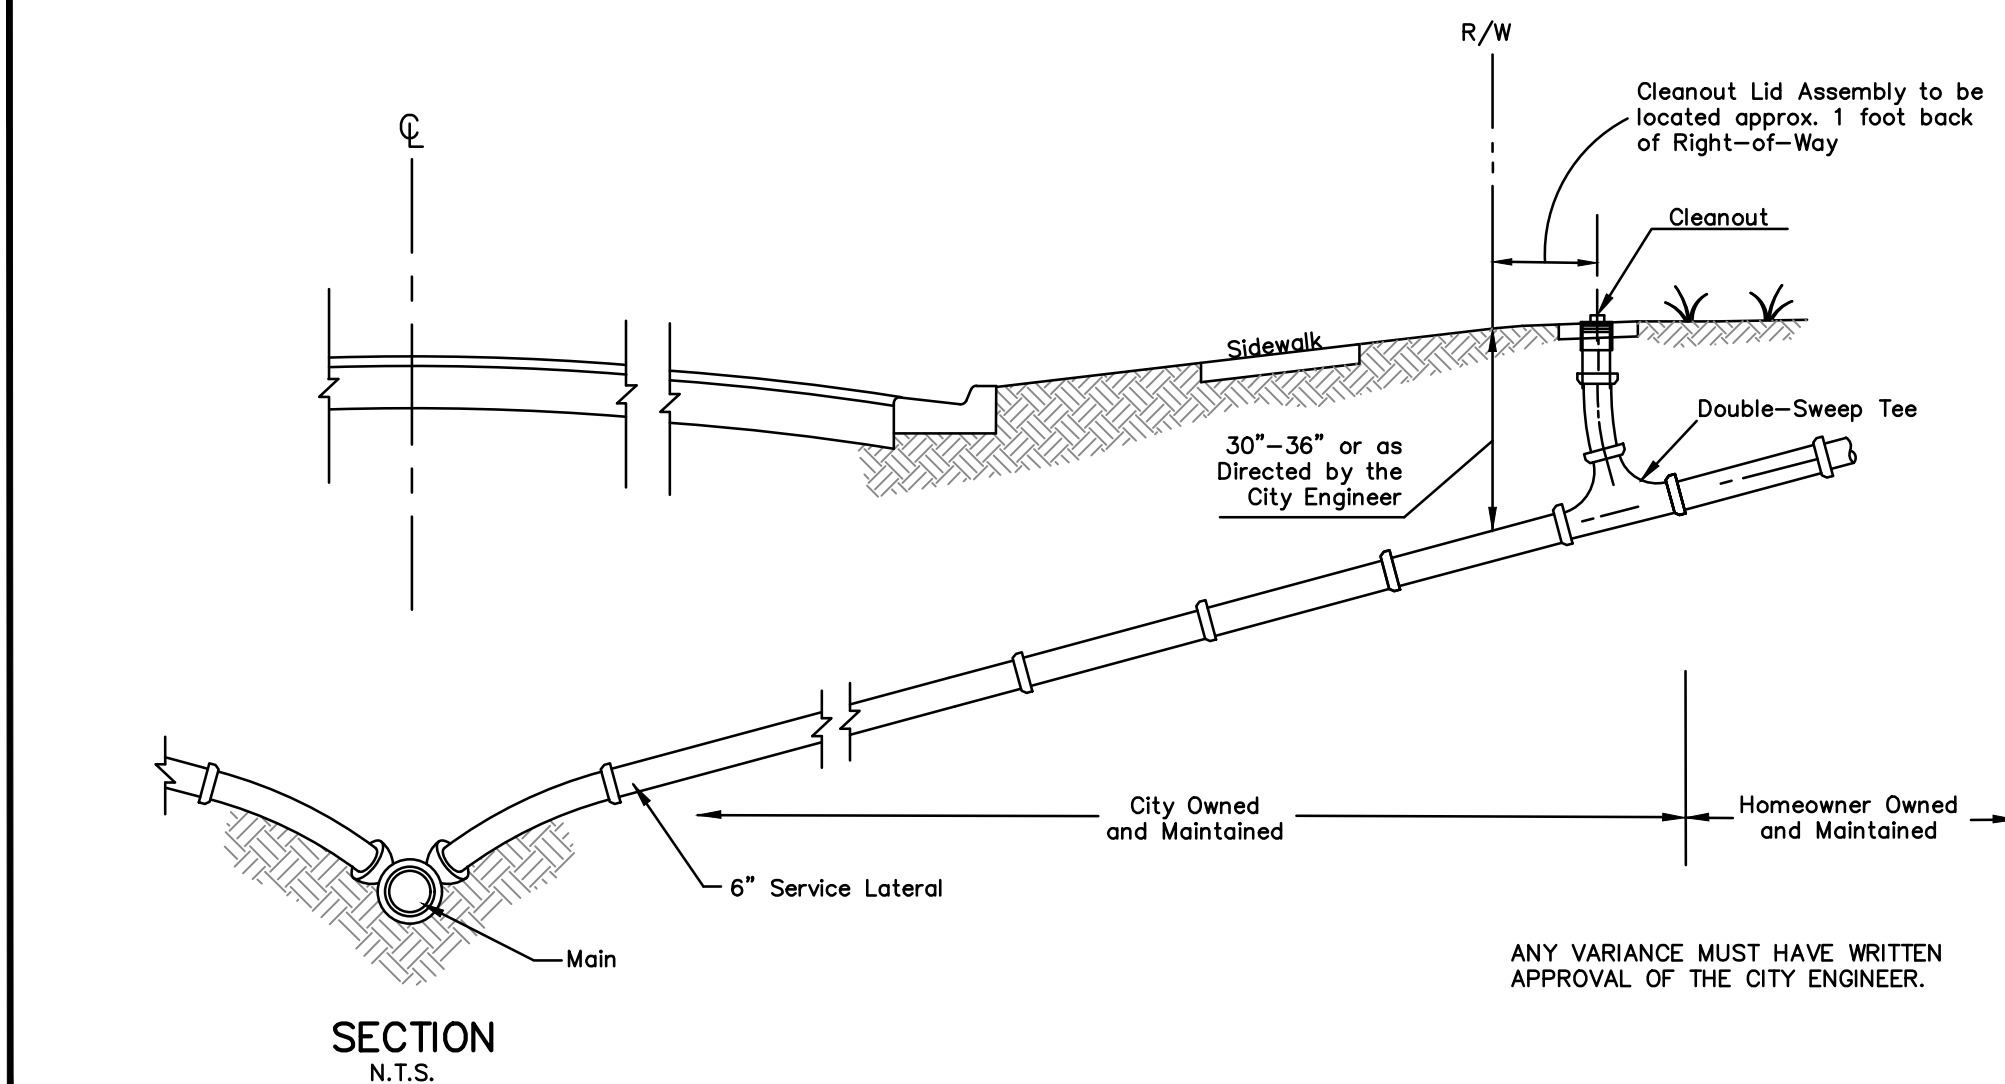 R/W
Cleanout Lid Assembly to be
located approx. 1 foot back
of Right-of-Way
℄
Cleanout
Sidewalk
Double-Sweep Tee
30"-36" or as
Directed by the
City Engineer
City Owned
and Maintained
Homeowner Owned
and Maintained
6" Service Lateral
Main
ANY VARIANCE MUST HAVE WRITTEN
APPROVAL OF THE CITY ENGINEER.
SECTION
N.T.S.